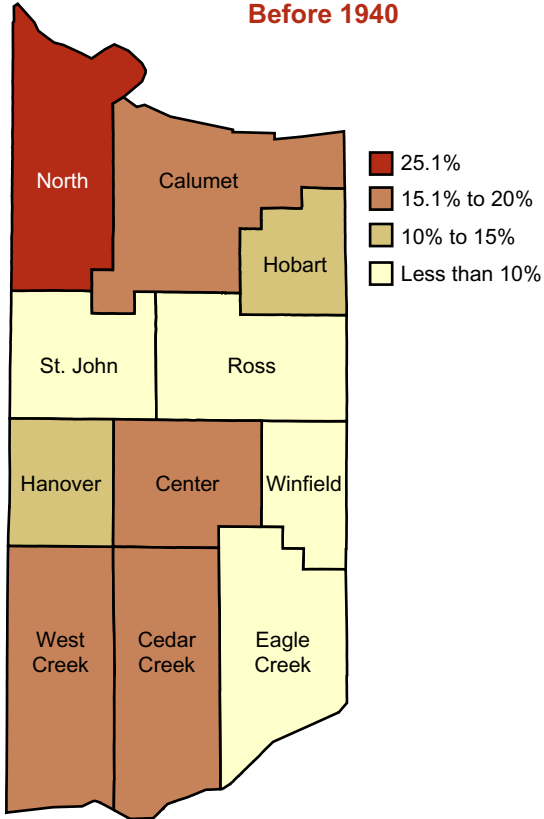 Before 1940
North
Calumet
25.1%
15.1% to 20%
10% to 15%
Less than 10%
Hobart
St. John
Ross
Hanover
Center
Winfield
West
Creek
Cedar
Creek
Eagle
Creek